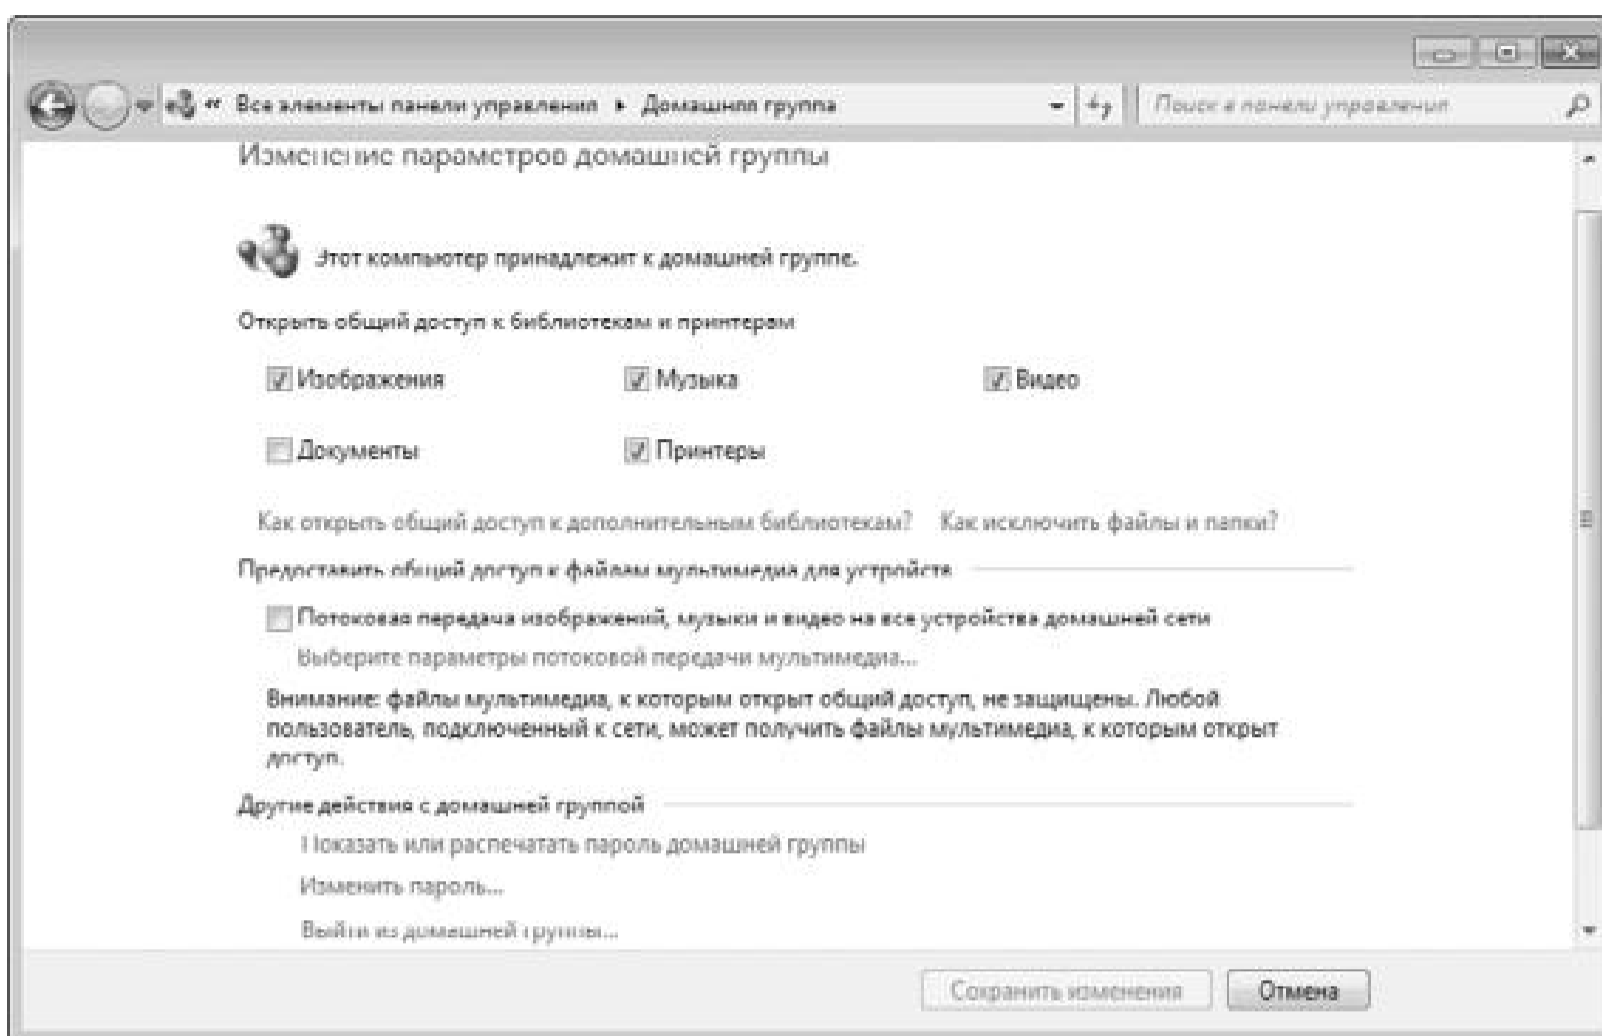 « Все элементы панели управления ▸ Домашняя группа
Поиск в панели управления
Изменение параметров домашней группы
Этот компьютер принадлежит к домашней группе.
Открыть общий доступ к библиотекам и принтерам
Изображения Музыка Видео
Документы Принтеры
Как открыть общий доступ к дополнительным библиотекам? Как исключить файлы и папки?
Предоставить общий доступ к файлам мультимедиа для устройств
Потоковая передача изображений, музыки и видео на все устройства домашней сети
Выберите параметры потоковой передачи мультимедиа...
Внимание: файлы мультимедиа, к которым открыт общий доступ, не защищены. Любой
пользователь, подключенный к сети, может получить файлы мультимедиа, к которым открыт
доступ.
Другие действия с домашней группой
Показать или распечатать пароль домашней группы
Изменить пароль...
Выйти из домашней группы...
Сохранить изменения Отмена